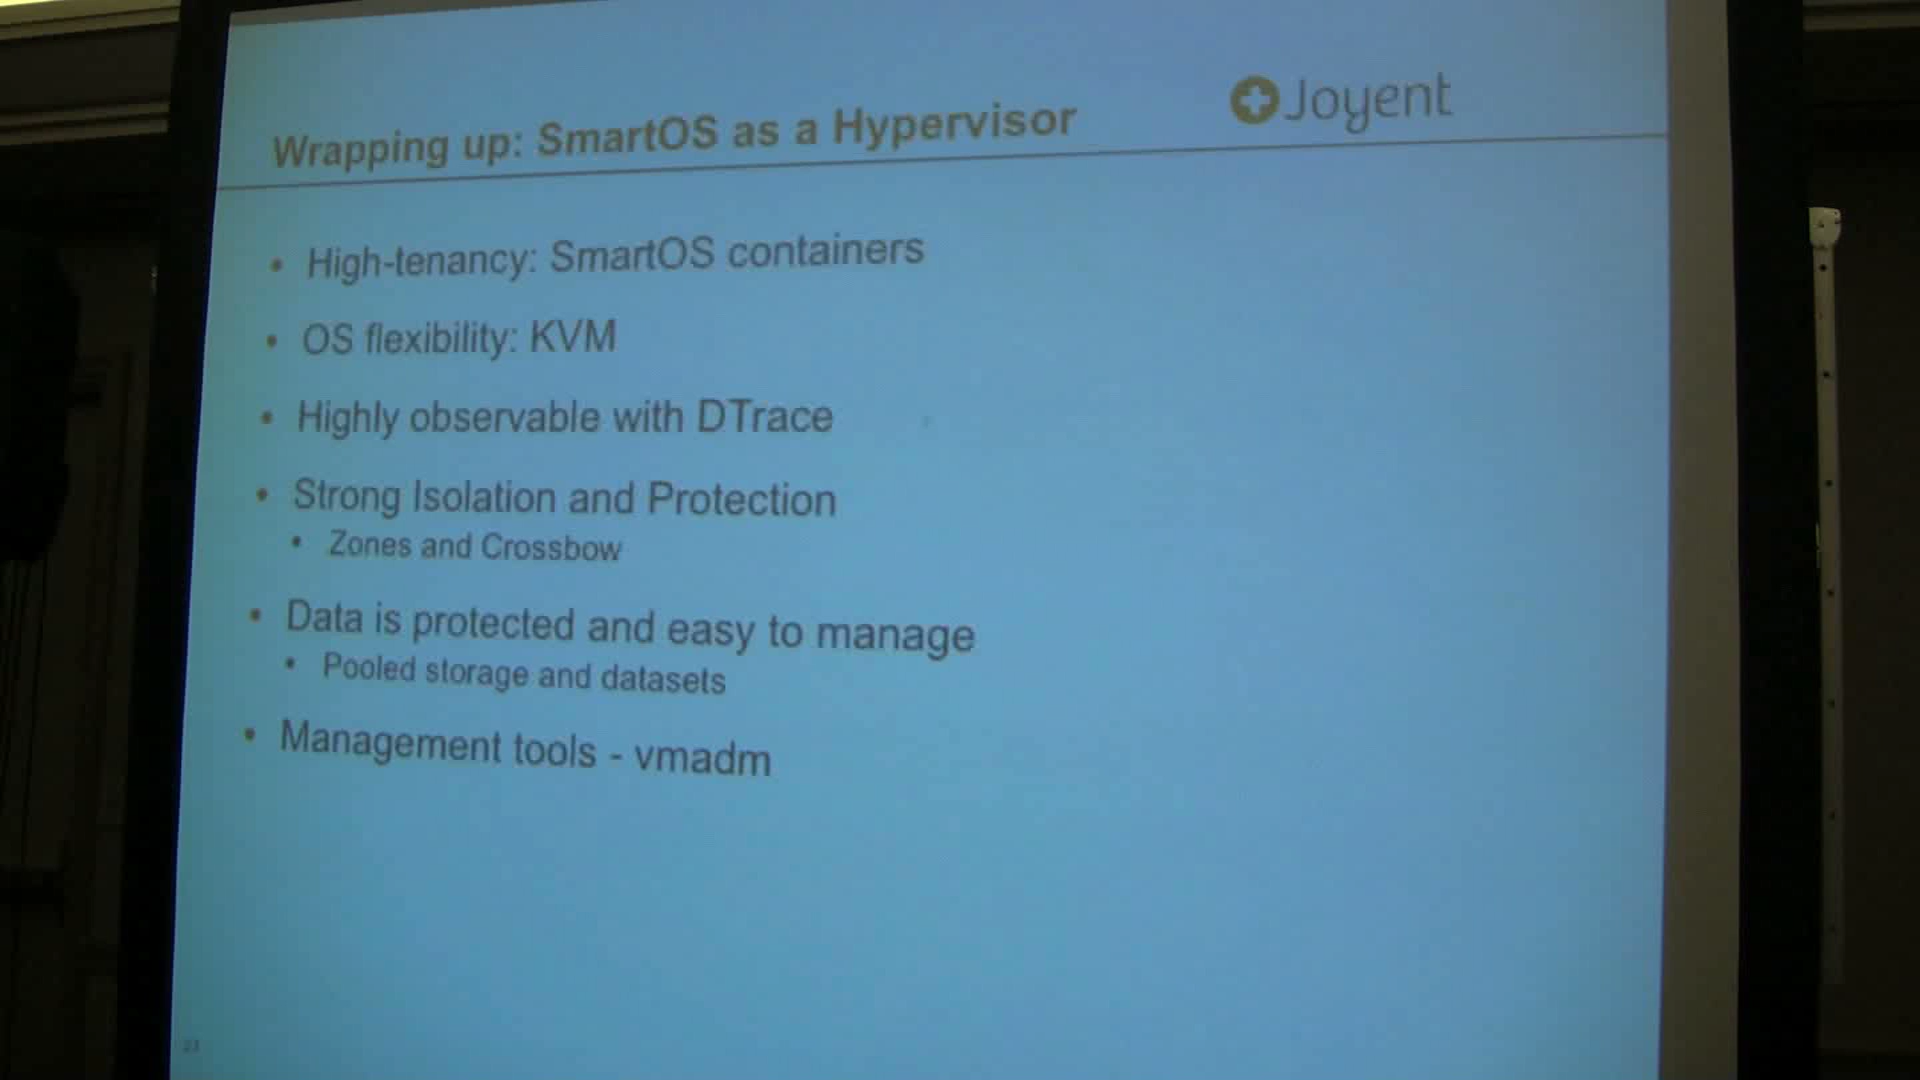 Wrapping up: SmartOS as a Hypervisor
Joyent
• High-tenancy: SmartOS containers
• OS flexibility: KVM
• Highly observable with DTrace
• Strong Isolation and Protection
• Zones and Crossbow
• Data is protected and easy to manage
• Pooled storage and datasets
• Management tools - vmadm